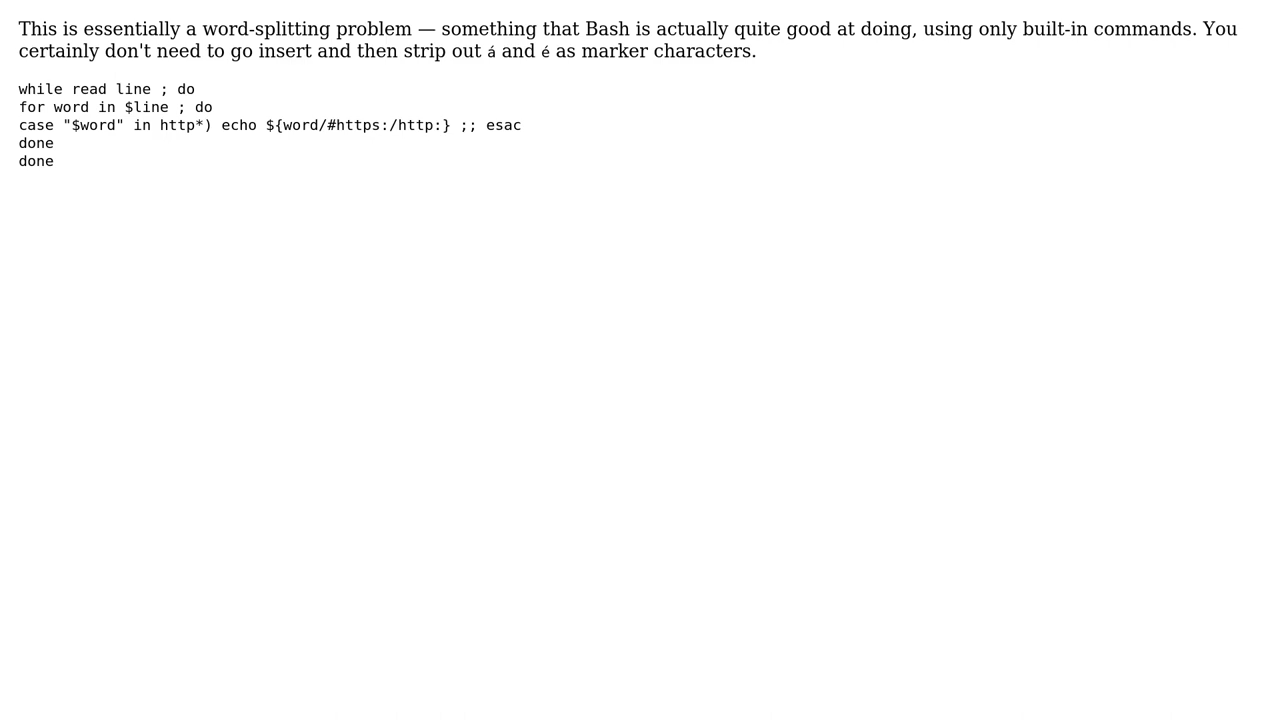 This is essentially a word-splitting problem — something that Bash is actually quite good at doing, using only built-in commands. You
certainly don't need to go insert and then strip out á and é as marker characters.
while read line ; do
for word in $line ; do
case "$word" in http*) echo ${word/#https:/http:} ;; esac
done
done